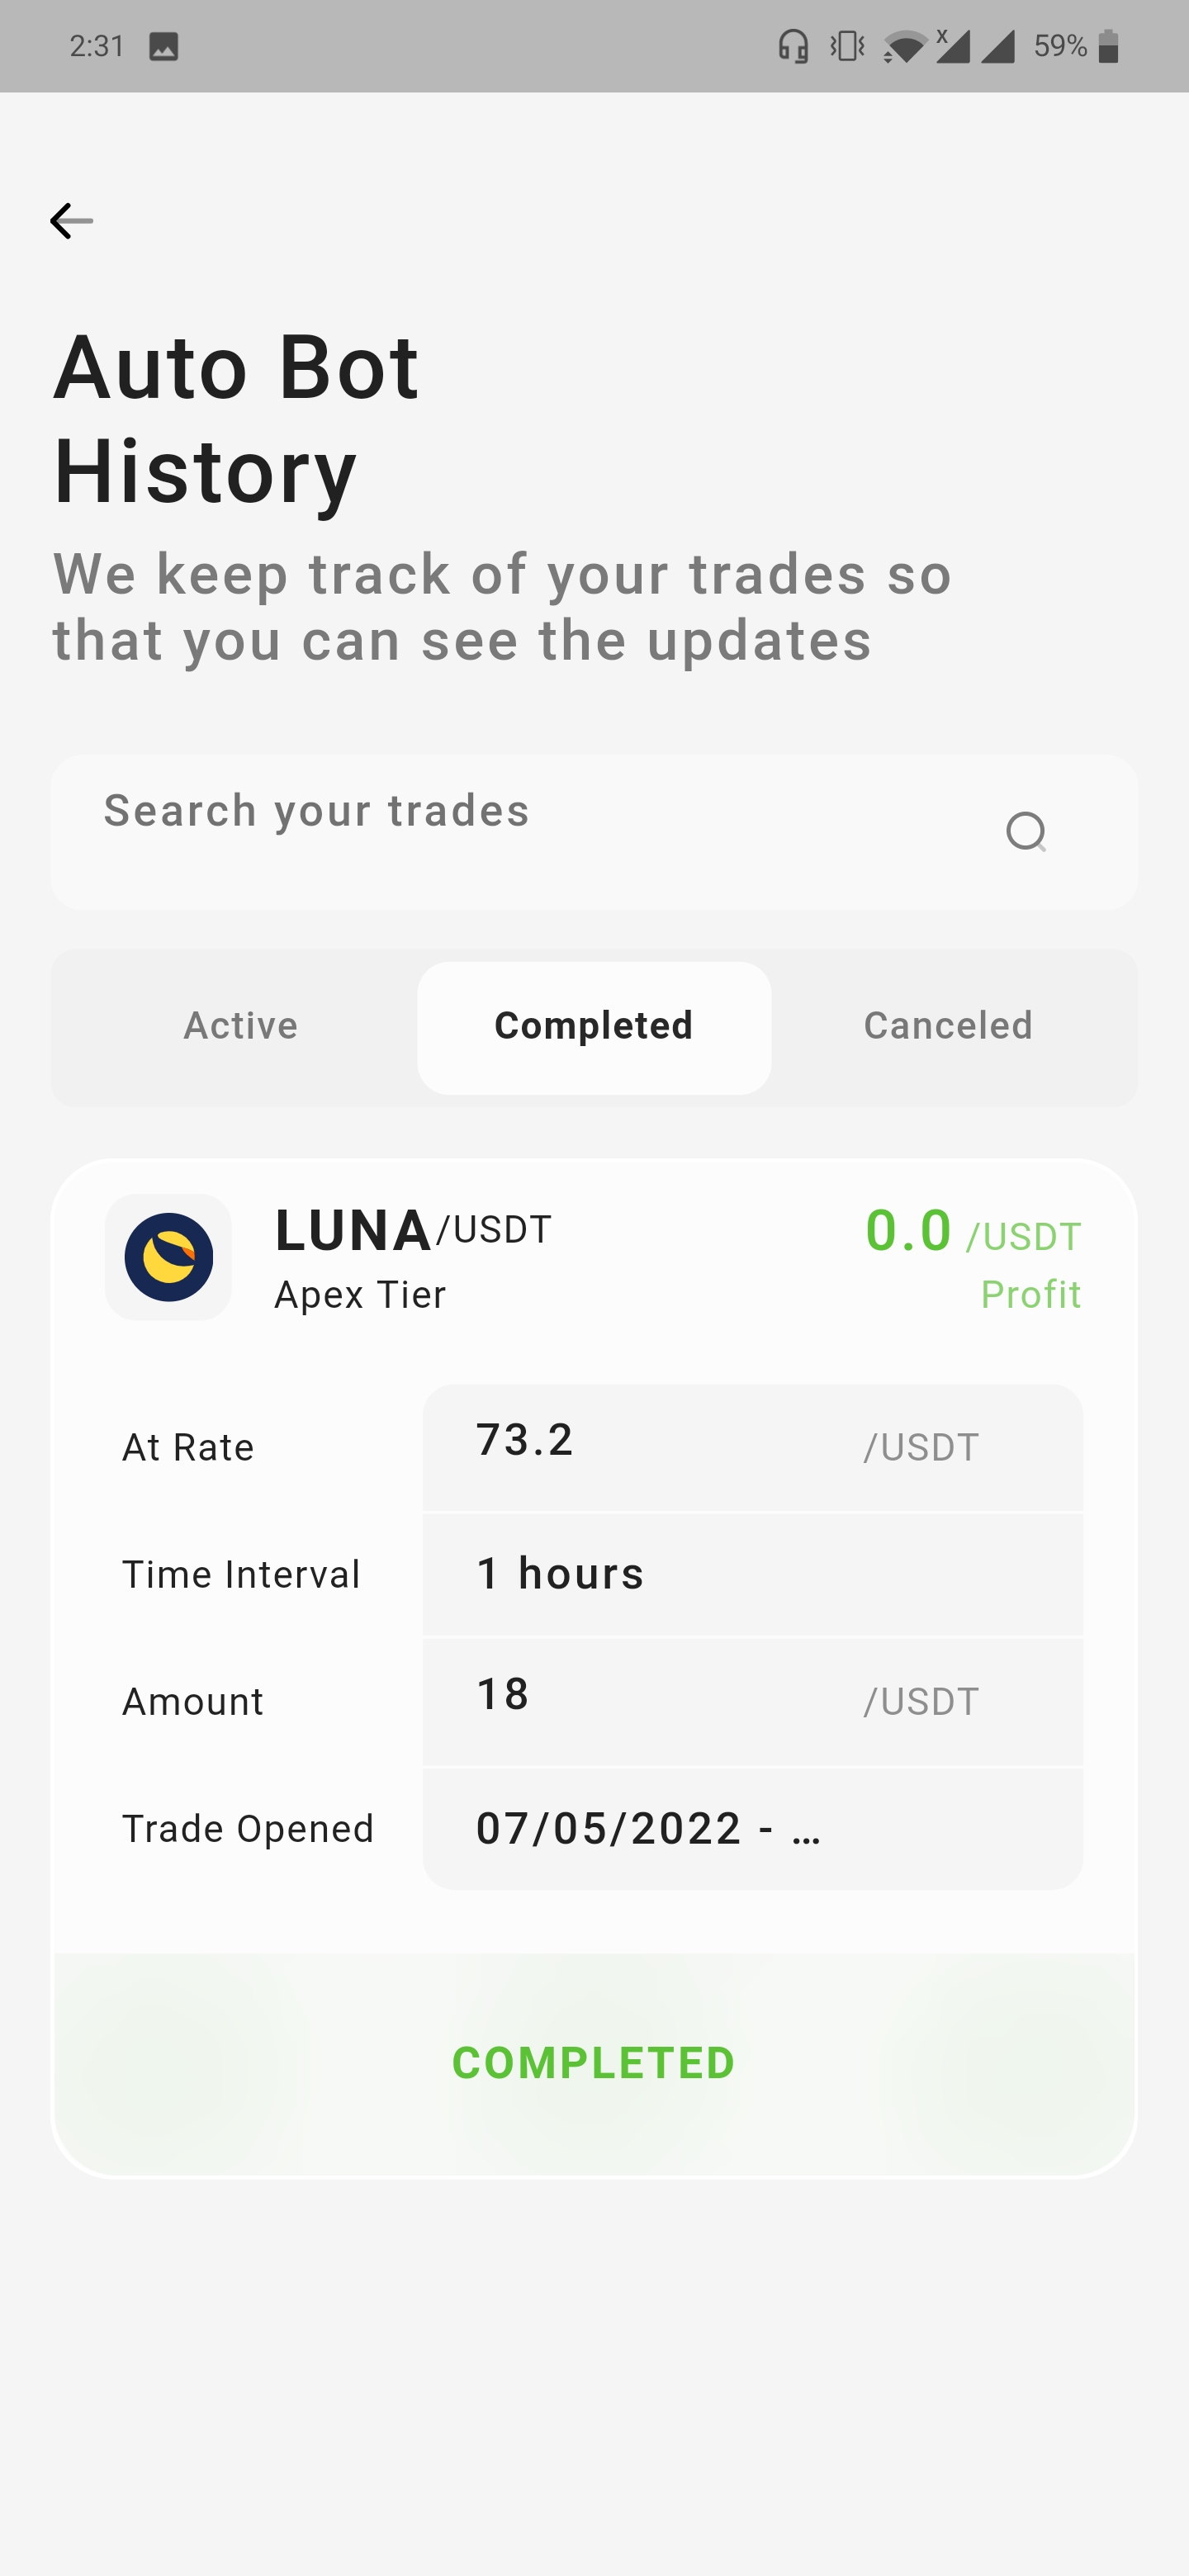 2:31
x
59%
Auto Bot
History
We keep track of your trades so
that you can see the updates
Search your trades
Active Completed Canceled
LUNA/USDT 0.0 /USDT
Apex Tier Profit
At Rate 73.2 /USDT
Time Interval 1 hours
Amount 18 /USDT
Trade Opened 07/05/2022 - ...
COMPLETED